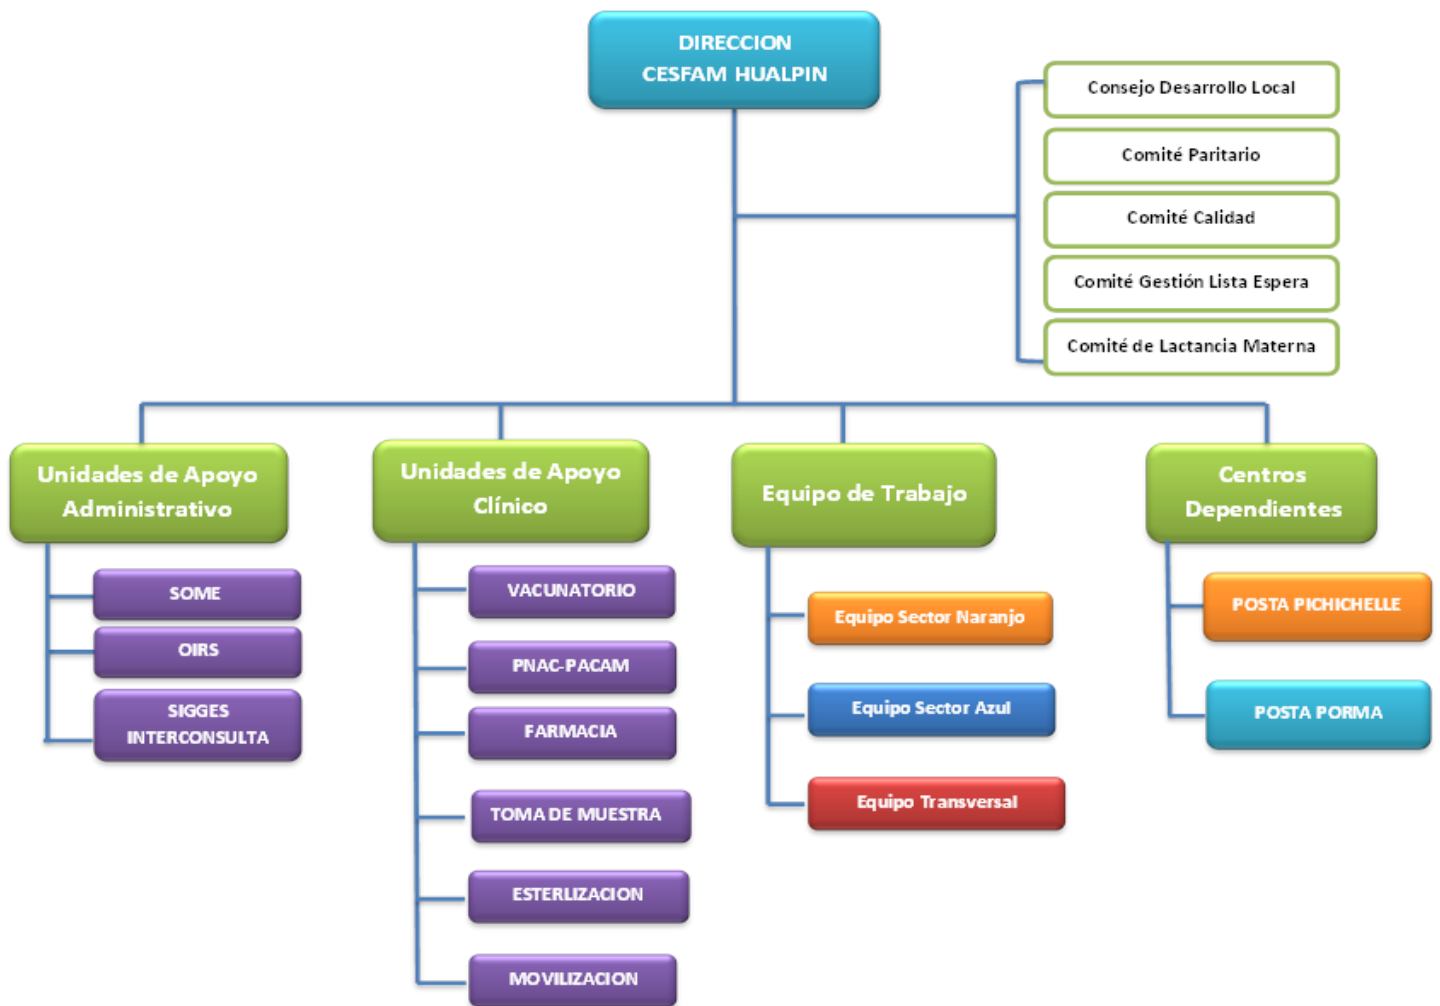 DIRECCION
CESFAM HUALPIN
Consejo Desarrollo Local
Comité Paritario
Comité Calidad
Comité Gestión Lista Espera
Comité de Lactancia Materna
Unidades de Apoyo
Administrativo
SOME
OIRS
SIGGES
INTERCONSULTA
Unidades de Apoyo
Clínico
VACUNATORIO
PNAC-PACAM
FARMACIA
TOMA DE MUESTRA
ESTERLIZACION
MOVILIZACION
Equipo de Trabajo
Equipo Sector Naranjo
Equipo Sector Azul
Equipo Transversal
Centros
Dependientes
POSTA PICHICHELLE
POSTA PORMA